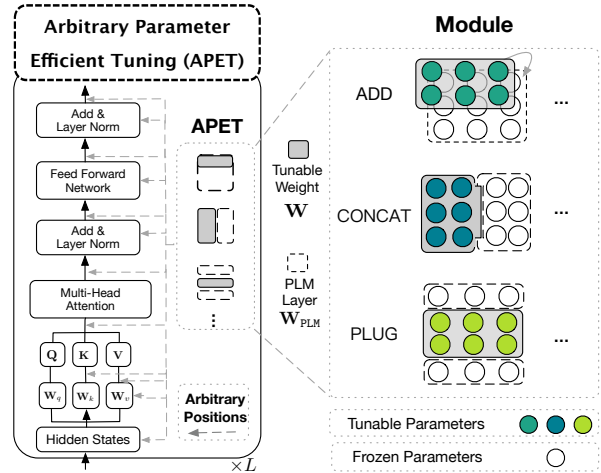 Arbitrary Parameter
Efficient Tuning (APET)
Add &
Layer Norm
Feed Forward
Network
Add &
Layer Norm
Multi-Head
Attention
Q
K
V
W_q
W_k
W_v
Hidden States
×L
APET
⋮
Arbitrary
Positions
Tunable
Weight
W
PLM
Layer
W_PLM
Module
ADD
...
CONCAT
...
PLUG
...
Tunable Parameters
Frozen Parameters